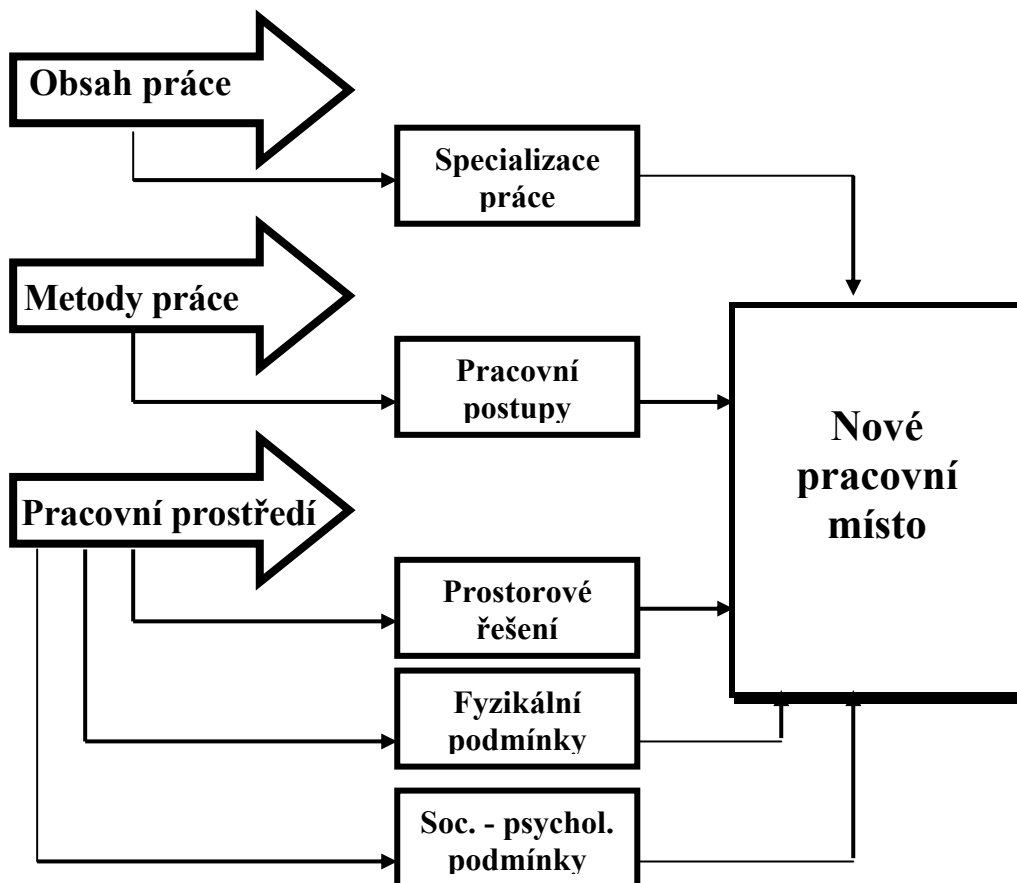 Obsah práce
Specializace
práce
Metody práce
Pracovní
postupy
Nové
pracovní
místo
Pracovní prostředí
Prostorové
řešení
Fyzikální
podmínky
Soc. - psychol.
podmínky